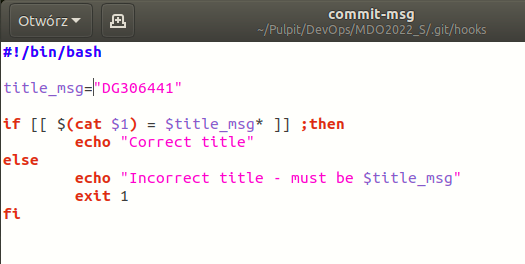 Otwórz
commit-msg
~/Pulpit/DevOps/MDO2022_S/.git/hooks
#!/bin/bash
title_msg="DG306441"
if [[ $(cat $1) = $title_msg* ]] ;then
echo "Correct title"
else
echo "Incorrect title - must be $title_msg"
exit 1
fi